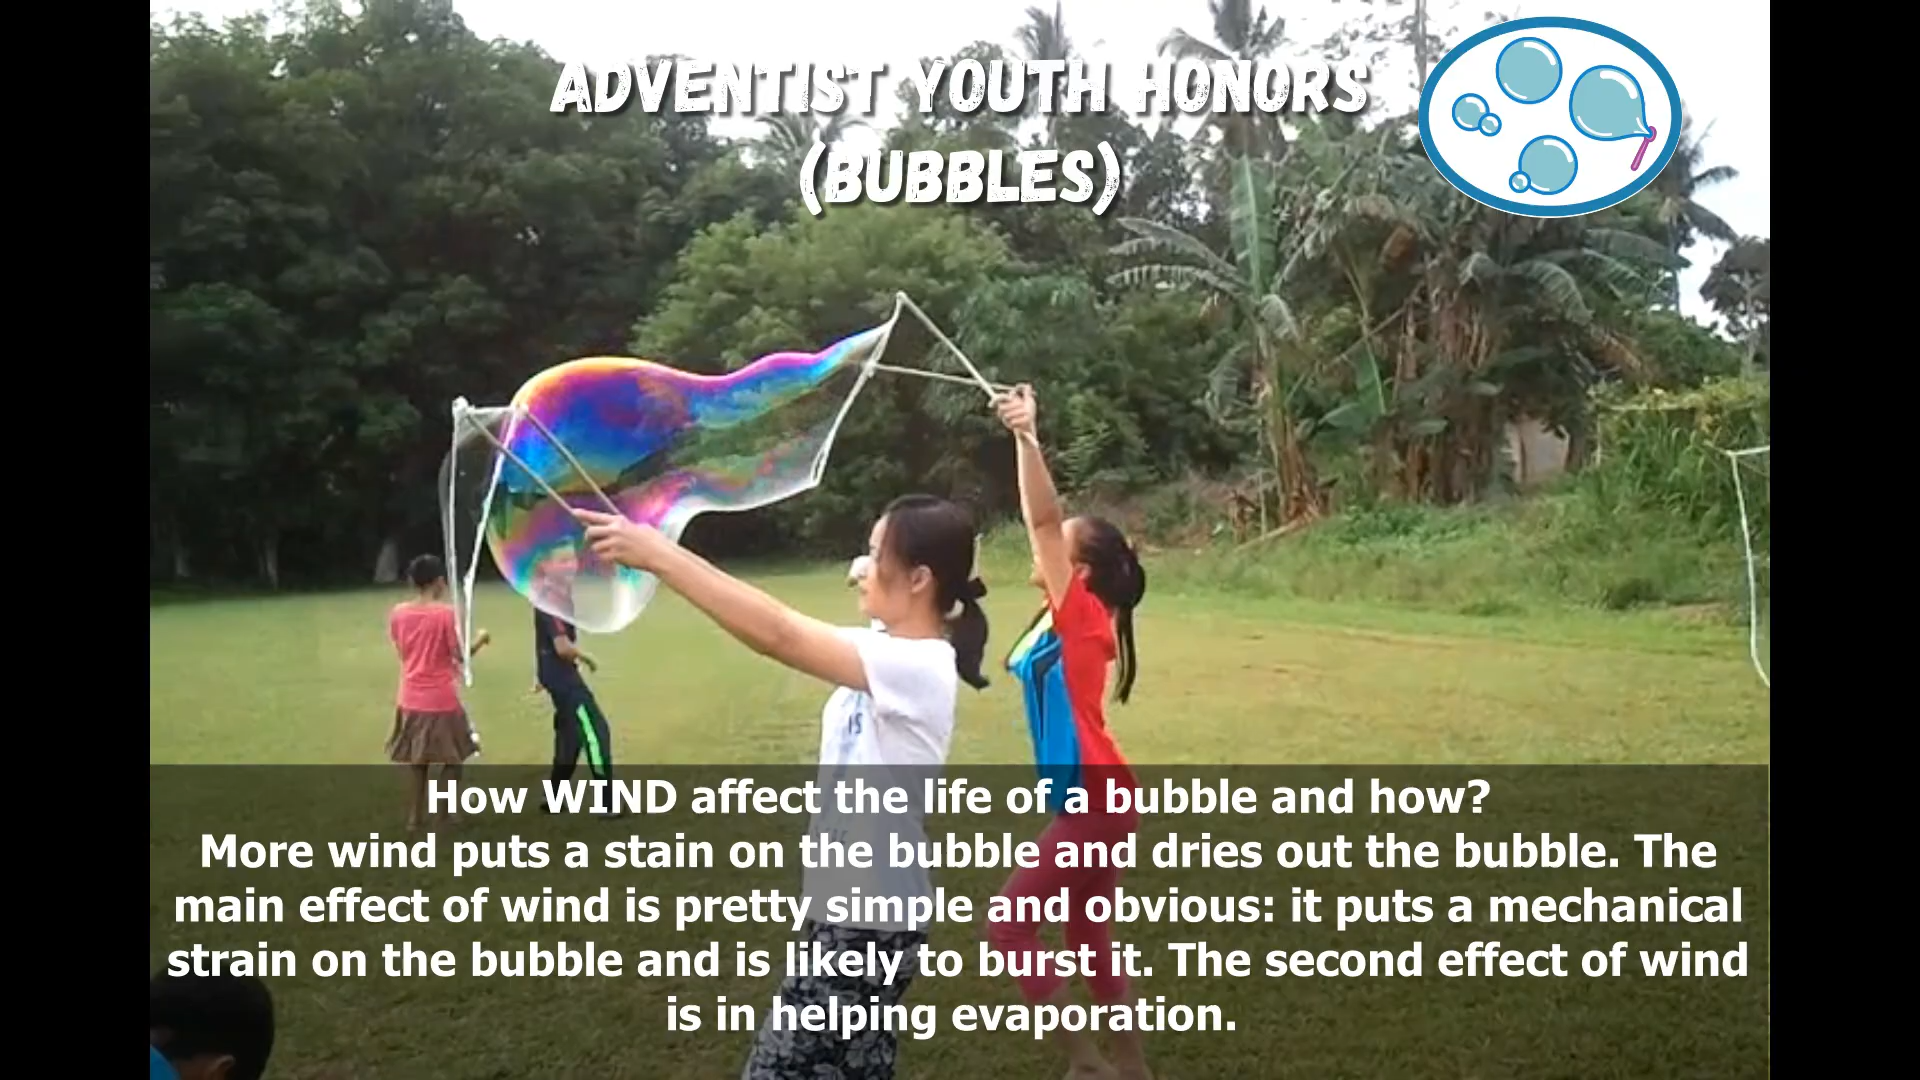 ADVENTIST YOUTH HONORS
(BUBBLES)
How WIND affect the life of a bubble and how?
More wind puts a stain on the bubble and dries out the bubble. The
main effect of wind is pretty simple and obvious: it puts a mechanical
strain on the bubble and is likely to burst it. The second effect of wind
is in helping evaporation.